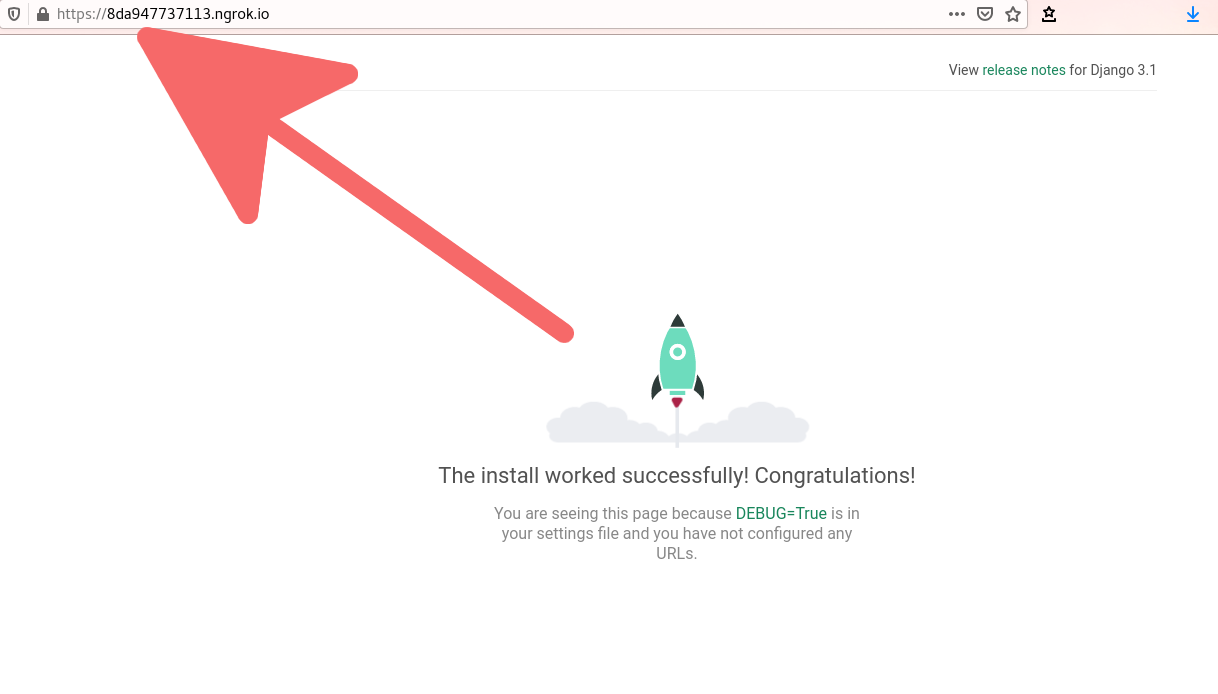 https://8da947737113.ngrok.io
View release notes for Django 3.1
The install worked successfully! Congratulations!
You are seeing this page because DEBUG=True is in
your settings file and you have not configured any
URLs.